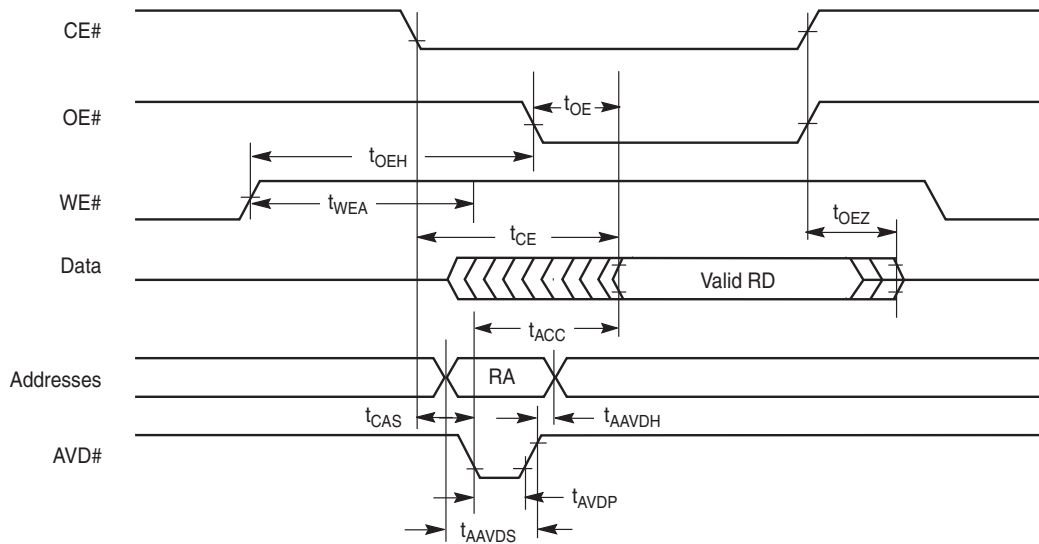 CE#
OE#
tOE
tOEH
WE#
tWEA
tOEZ
tCE
Data
Valid RD
tACC
Addresses
RA
tCAS
tAAVDH
AVD#
tAVDP
tAAVDS